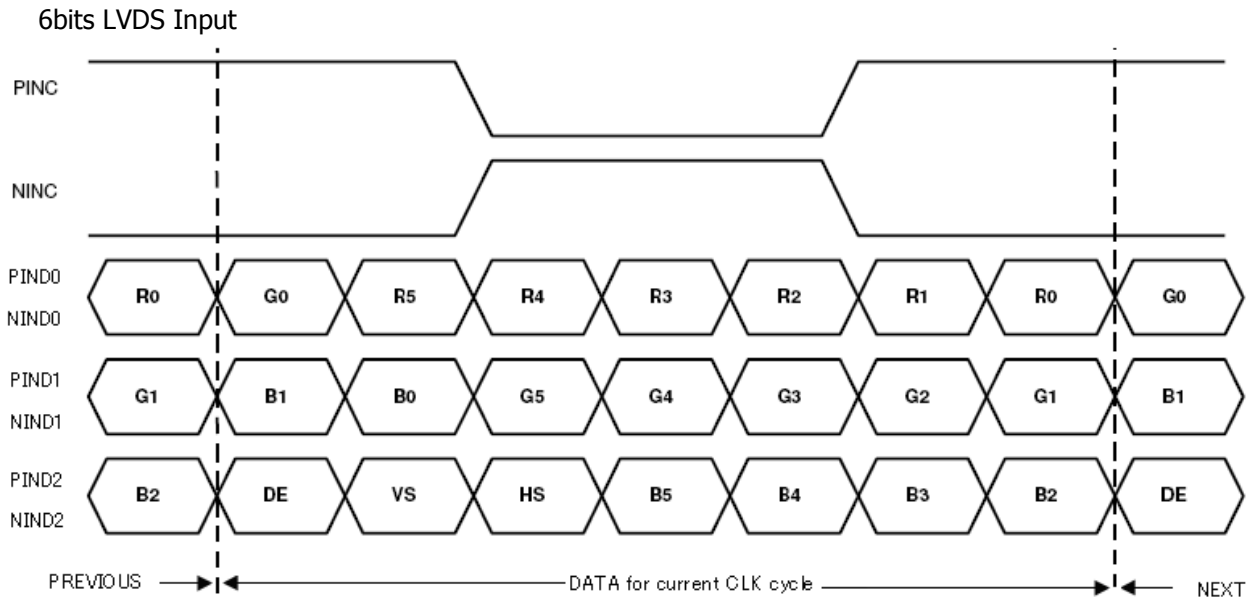 6bits LVDS Input
PINC
NINC
PIND0
NIND0
R0 G0 R5 R4 R3 R2 R1 R0 G0
PIND1
NIND1
G1 B1 B0 G5 G4 G3 G2 G1 B1
PIND2
NIND2
B2 DE VS HS B5 B4 B3 B2 DE
PREVIOUS DATA for current CLK cycle NEXT